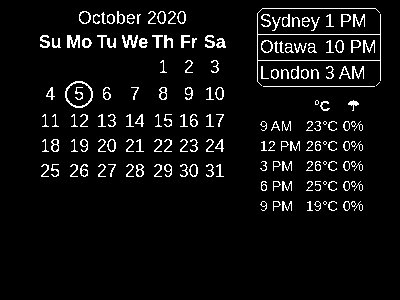 October 2020
Su Mo Tu We Th Fr Sa
1 2 3
4 5 6 7 8 9 10
11 12 13 14 15 16 17
18 19 20 21 22 23 24
25 26 27 28 29 30 31
Sydney 1 PM
Ottawa 10 PM
London 3 AM
°C ☂
9 AM 23°C 0%
12 PM 26°C 0%
3 PM 26°C 0%
6 PM 25°C 0%
9 PM 19°C 0%